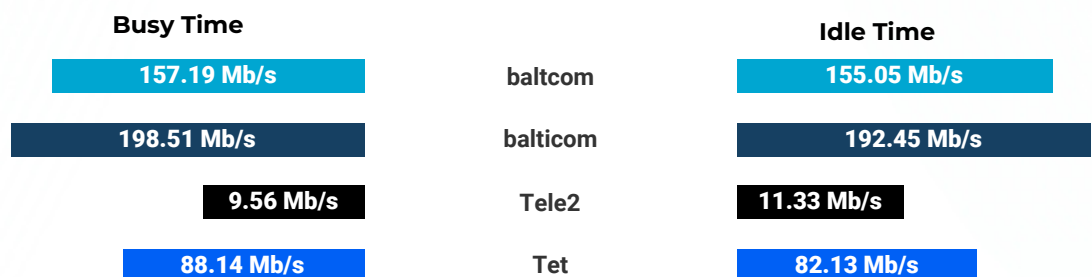 Busy Time
Idle Time
157.19 Mb/s baltcom 155.05 Mb/s
198.51 Mb/s balticom 192.45 Mb/s
9.56 Mb/s Tele2 11.33 Mb/s
88.14 Mb/s Tet 82.13 Mb/s